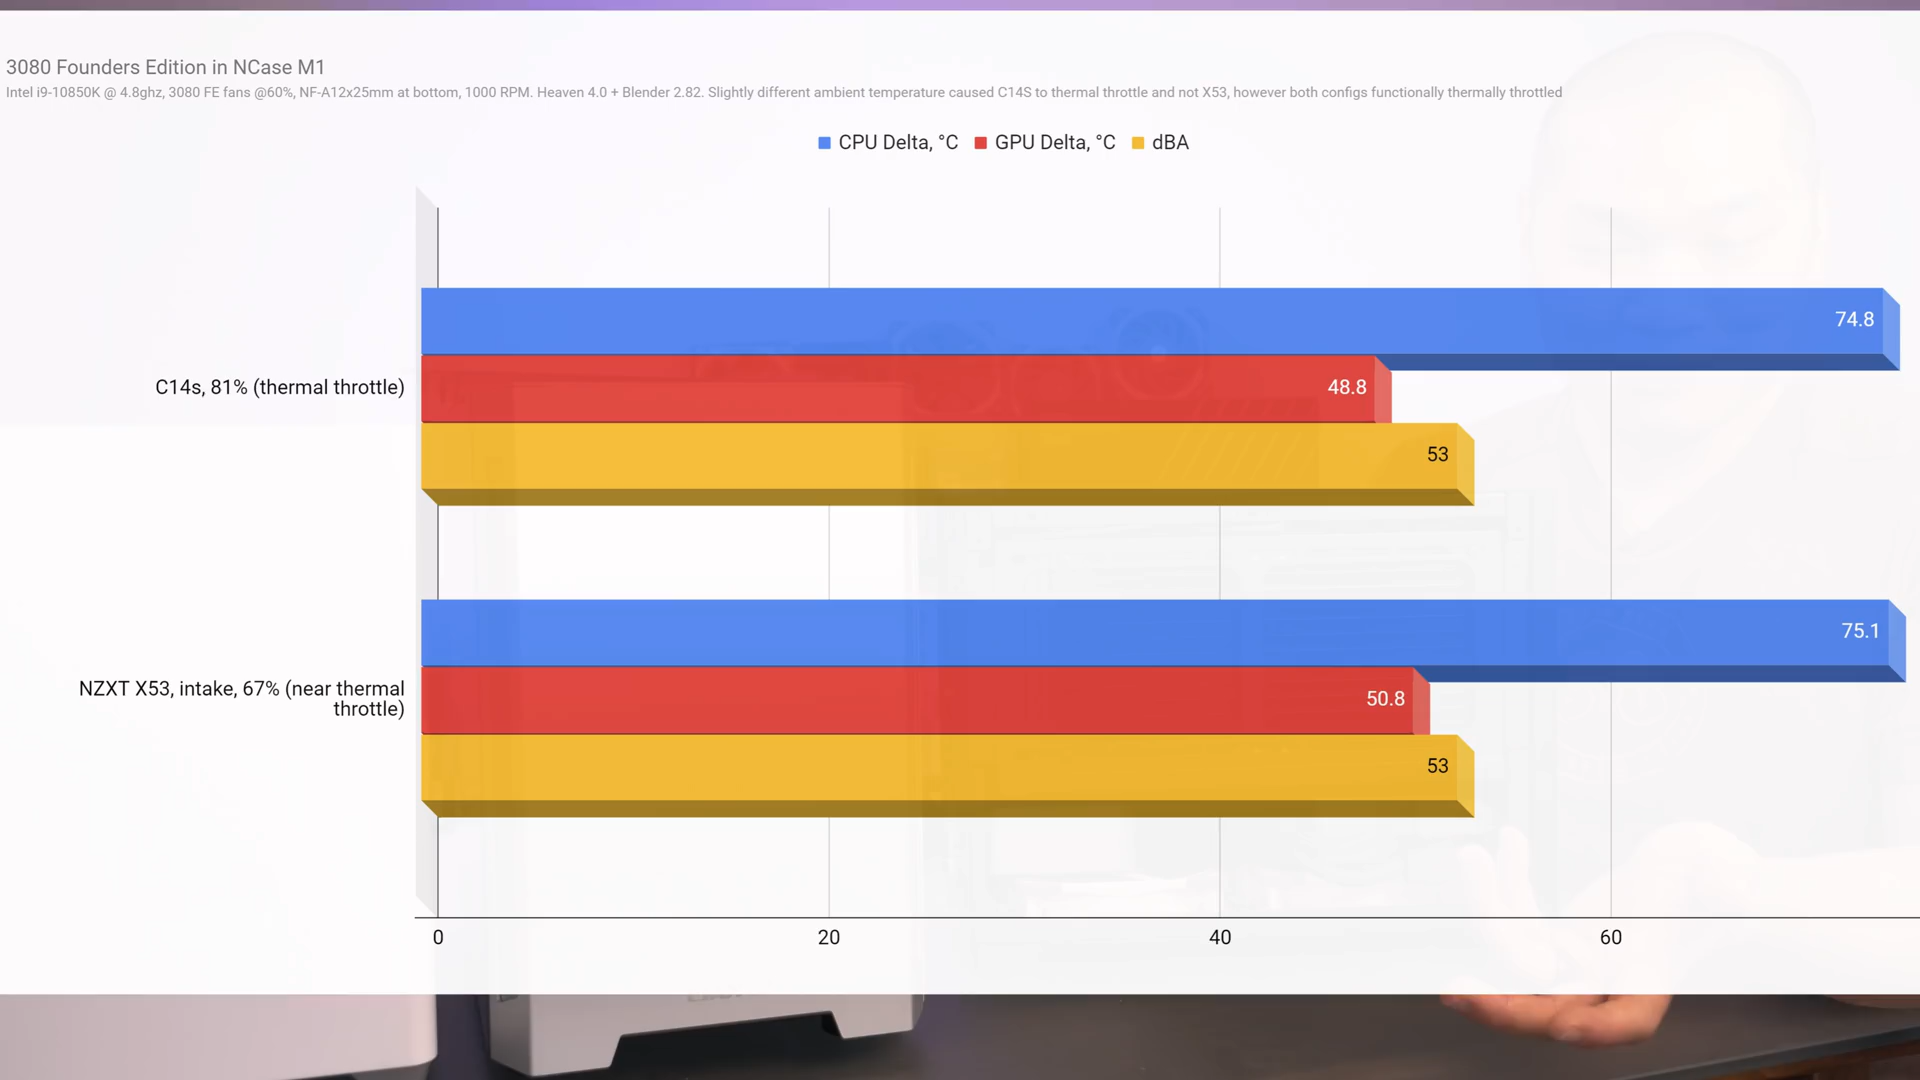 3080 Founders Edition in NCase M1
Intel i9-10850K @ 4.8ghz, 3080 FE fans @60%, NF-A12x25mm at bottom, 1000 RPM. Heaven 4.0 + Blender 2.82. Slightly different ambient temperature caused C14S to thermal throttle and not X53, however both configs functionally thermally throttled
CPU Delta, °C GPU Delta, °C dBA
74.8
C14s, 81% (thermal throttle)
48.8
53
75.1
NZXT X53, intake, 67% (near thermal
throttle)
50.8
53
0 20 40 60